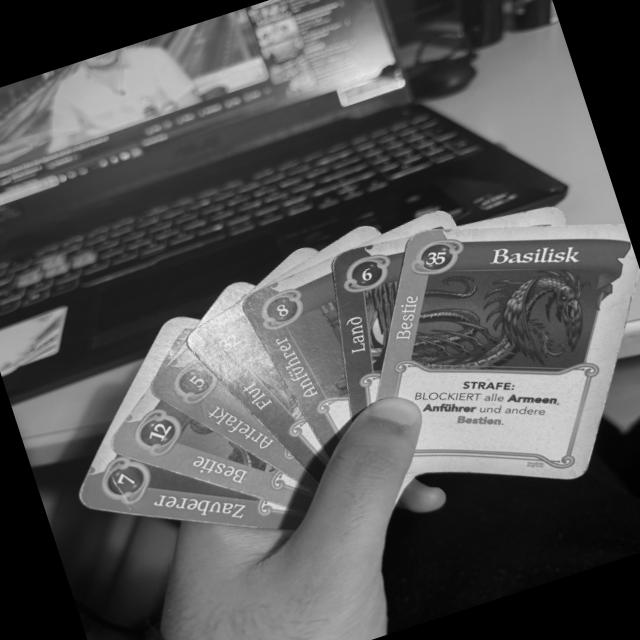 35
Basilisk
Bestie
STRAFE:
BLOCKIERT alle Armeen,
Anführer und andere
Bestien.
6
Land
8
Anführer
Flut
5
Artefakt
12
Bestie
7
Zauberer